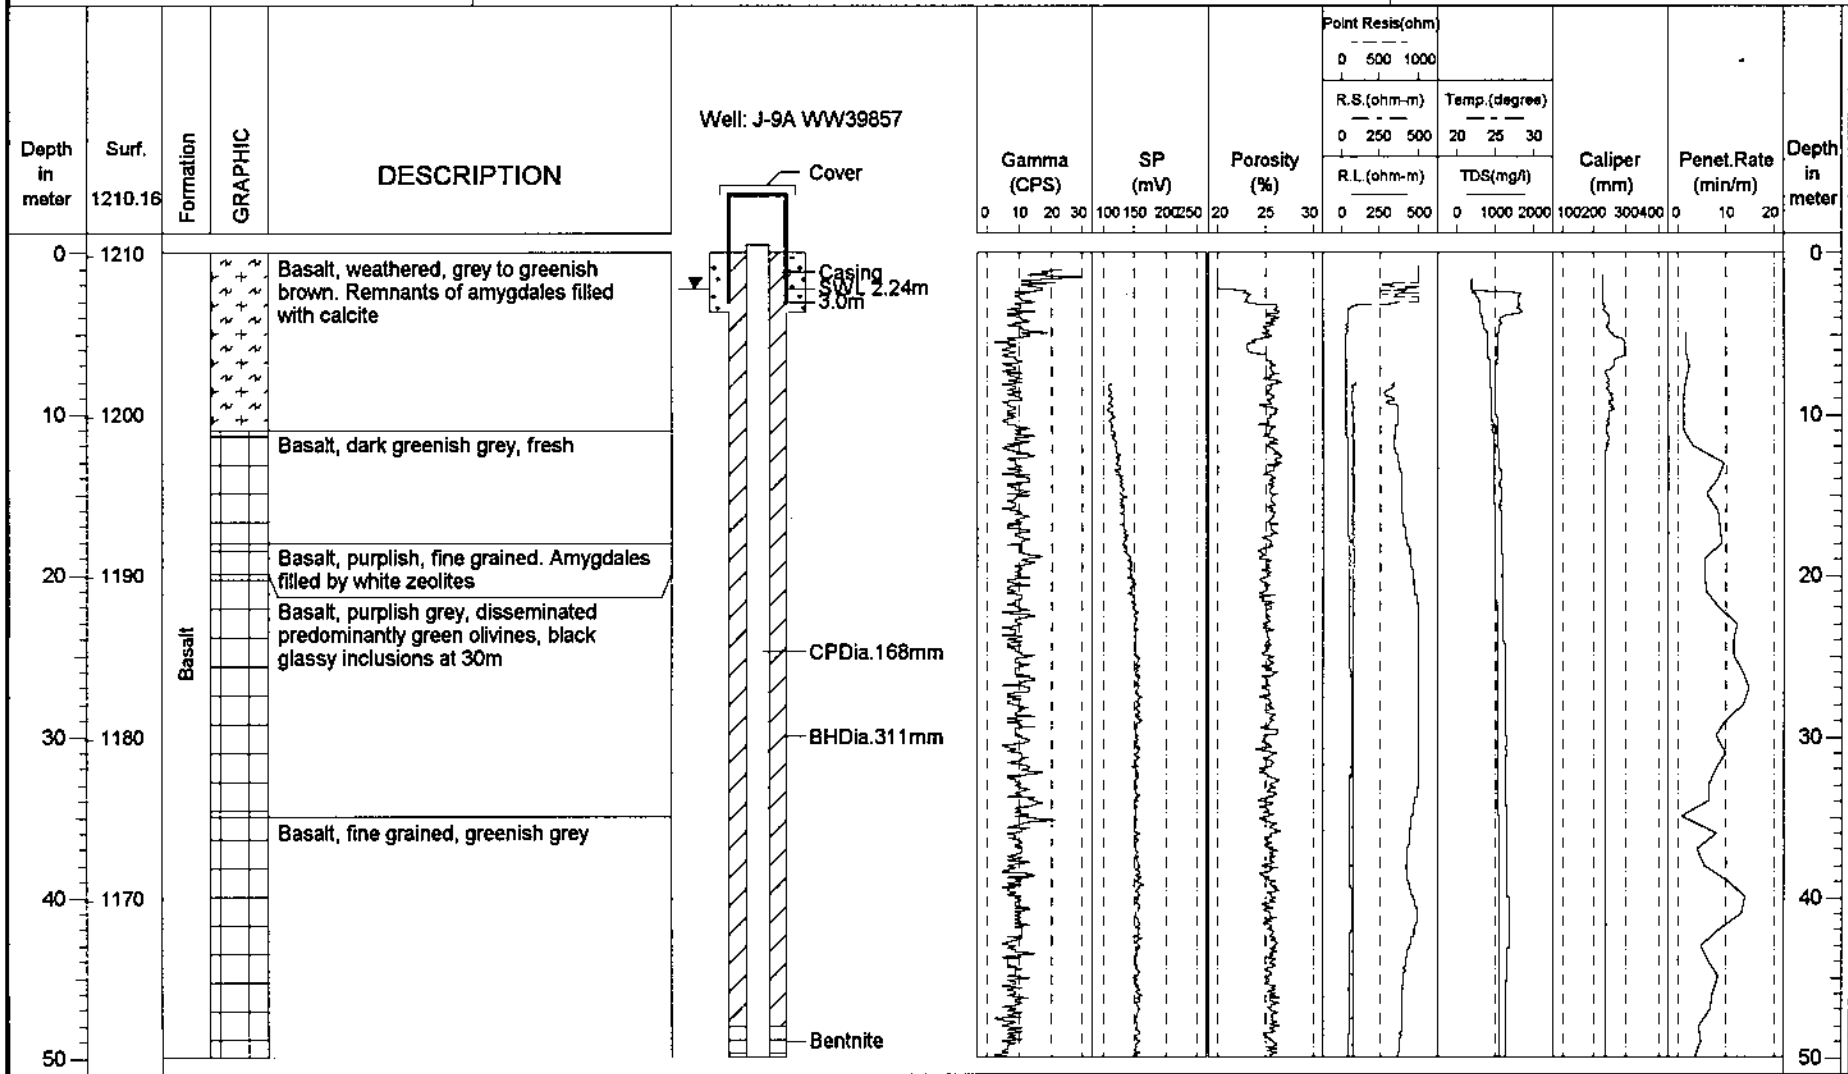 Depth
in
meter
Surf.
1210.16
Formation
GRAPHIC
DESCRIPTION
Well: J-9A WW39857
Cover
Gamma
(CPS)
0 10 20 30
SP
(mV)
100 150 200 250
Porosity
(%)
20 25 30
Point Resis(ohm)
0 500 1000
R.S.(ohm-m)
0 250 500
R.L.(ohm-m)
0 250 500
Temp.(degree)
20 25 30
TDS(mg/l)
0 1000 2000
Caliper
(mm)
100 200 300 400
Penet.Rate
(min/m)
0 10 20
Depth
in
meter
0 1210
10 1200
20 1190
30 1180
40 1170
50
Basalt
Basalt, weathered, grey to greenish
brown. Remnants of amygdales filled
with calcite
Basalt, dark greenish grey, fresh
Basalt, purplish, fine grained. Amygdales
filled by white zeolites
Basalt, purplish grey, disseminated
predominantly green olivines, black
glassy inclusions at 30m
Basalt, fine grained, greenish grey
Casing
SWL 2.24m
3.0m
CPDia.168mm
BHDia.311mm
Bentnite
0
10
20
30
40
50